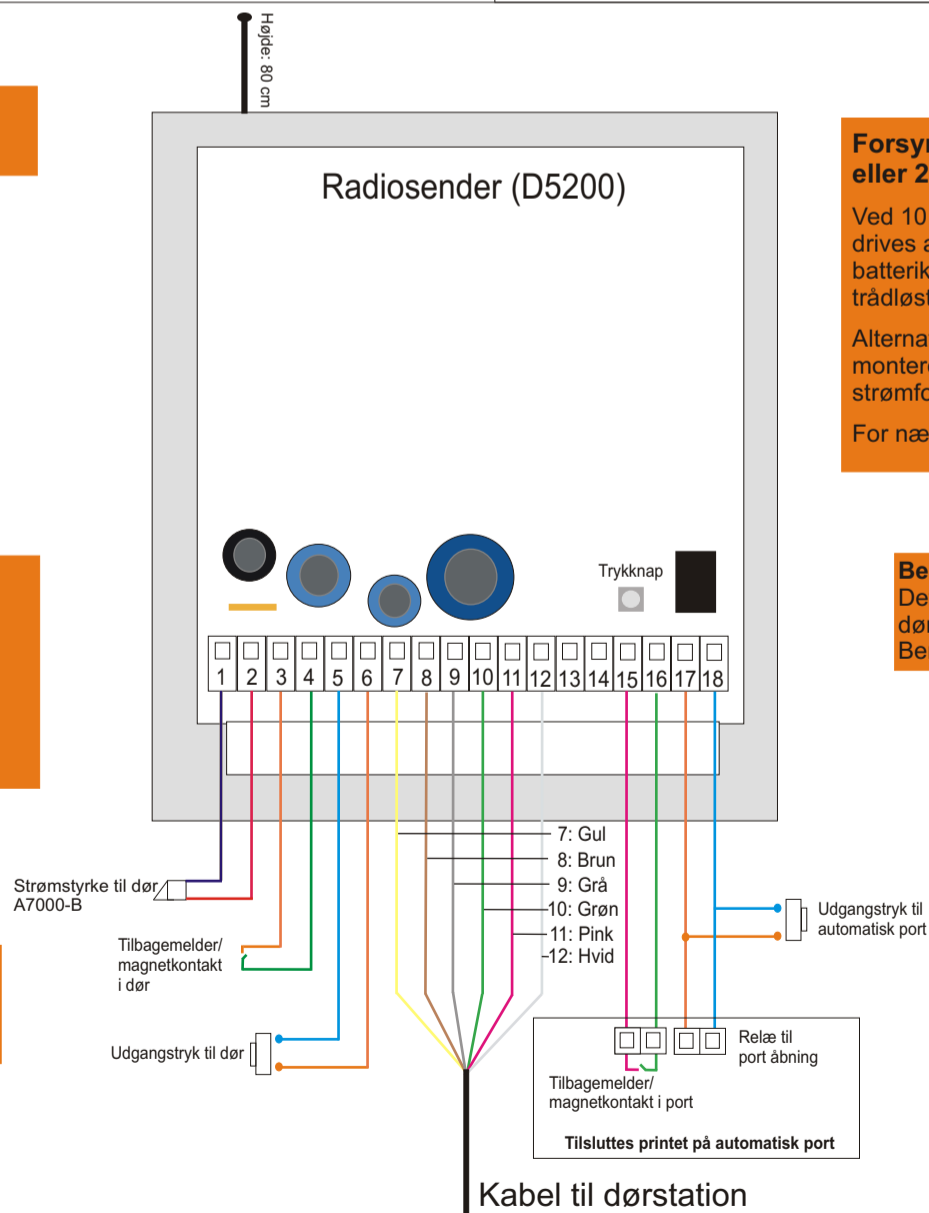 Højde: 80 cm
Radiosender (D5200)
Forsyn
eller 2
Ved 10
drives a
batterik
trådløst
Alterna
montere
strømfo
For næ
Trykknap
Be
De
dør
Be
1 2 3 4 5 6 7 8 9 10 11 12 13 14 15 16 17 18
7: Gul
8: Brun
9: Grå
10: Grøn
11: Pink
12: Hvid
Strømstyrke til dør
A7000-B
Tilbagemelder/
magnetkontakt
i dør
Udgangstryk til dør
Udgangstryk til
automatisk port
Relæ til
port åbning
Tilbagemelder/
magnetkontakt i port
Tilsluttes printet på automatisk port
Kabel til dørstation